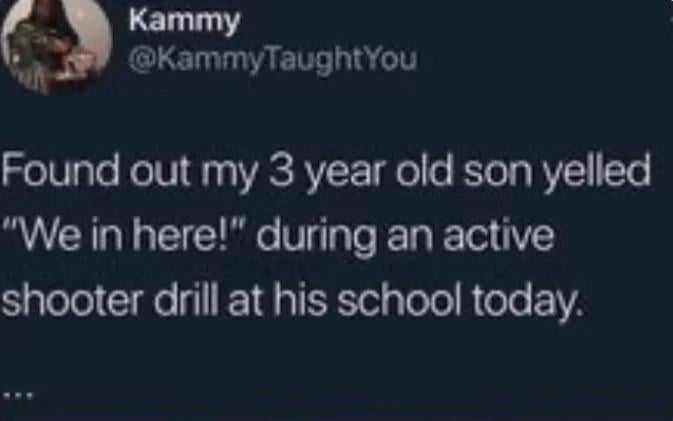 Kammy
@KammyTaughtYou
Found out my 3 year old son yelled
"We in here!" during an active
shooter drill at his school today.
...